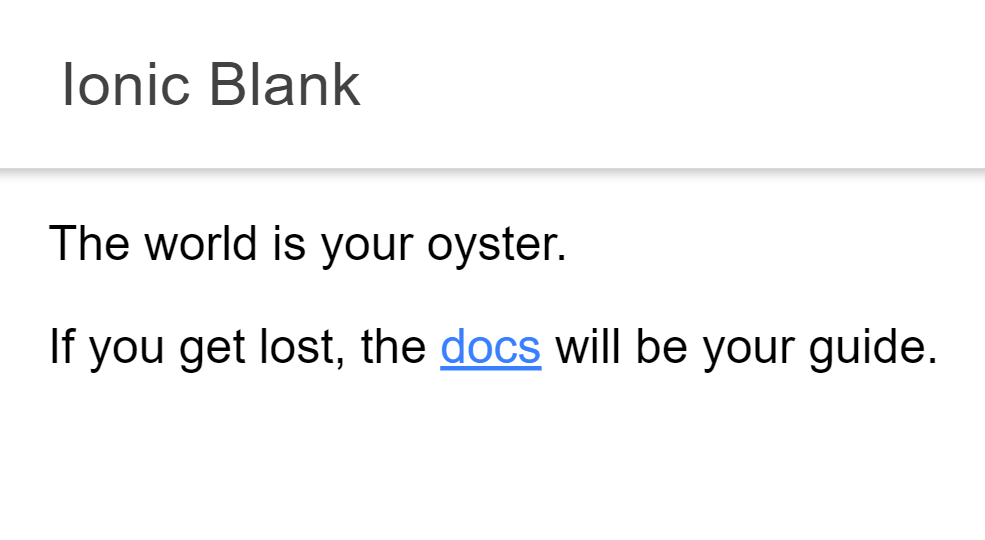 Ionic Blank
The world is your oyster.
If you get lost, the docs will be your guide.